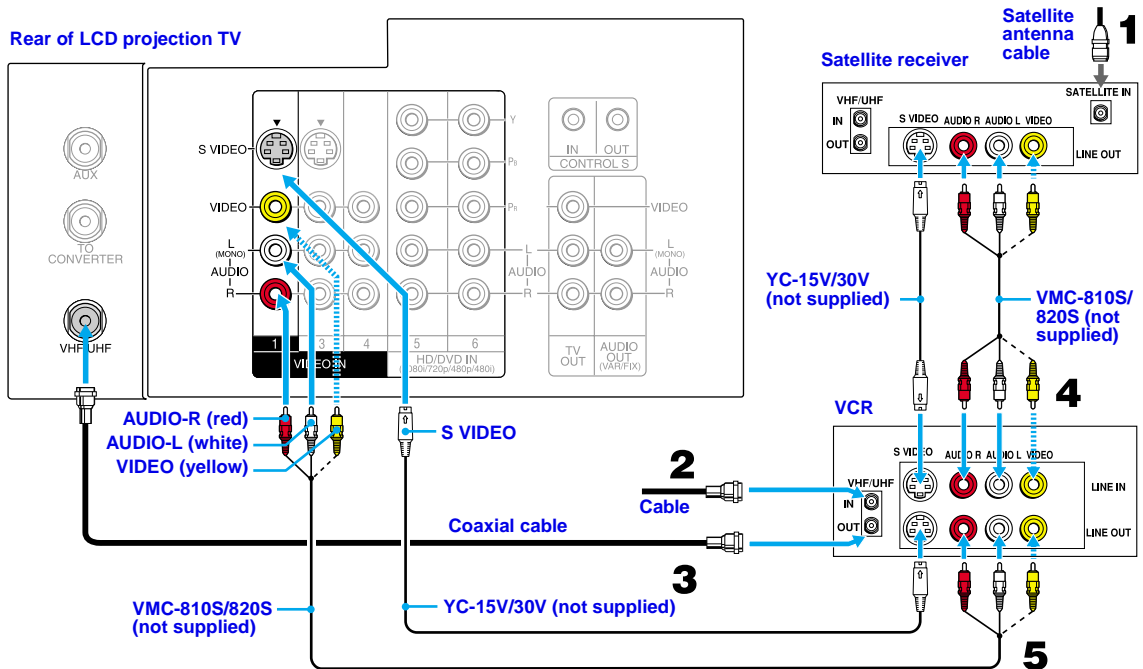 Rear of LCD projection TV
AUX
TO
CONVERTER
VHF/UHF
S VIDEO
VIDEO
L
(MONO)
AUDIO
R
Y
PB
PR
L
AUDIO
R
1
3
4
5
6
VIDEO IN
HD/DVD IN
(1080i/720p/480p/480i)
IN
OUT
CONTROL S
VIDEO
L
(MONO)
AUDIO
R
TV
OUT
AUDIO
OUT
(VAR/FIX)
AUDIO-R (red)
AUDIO-L (white)
VIDEO (yellow)
S VIDEO
Satellite
antenna
cable
1
Satellite receiver
SATELLITE IN
VHF/UHF
IN
OUT
S VIDEO
AUDIO R
AUDIO L
VIDEO
LINE OUT
YC-15V/30V
(not supplied)
VMC-810S/
820S (not
supplied)
4
VCR
S VIDEO
AUDIO R
AUDIO L
VIDEO
VHF/UHF
IN
OUT
LINE IN
LINE OUT
2
Cable
Coaxial cable
3
VMC-810S/820S
(not supplied)
YC-15V/30V (not supplied)
5